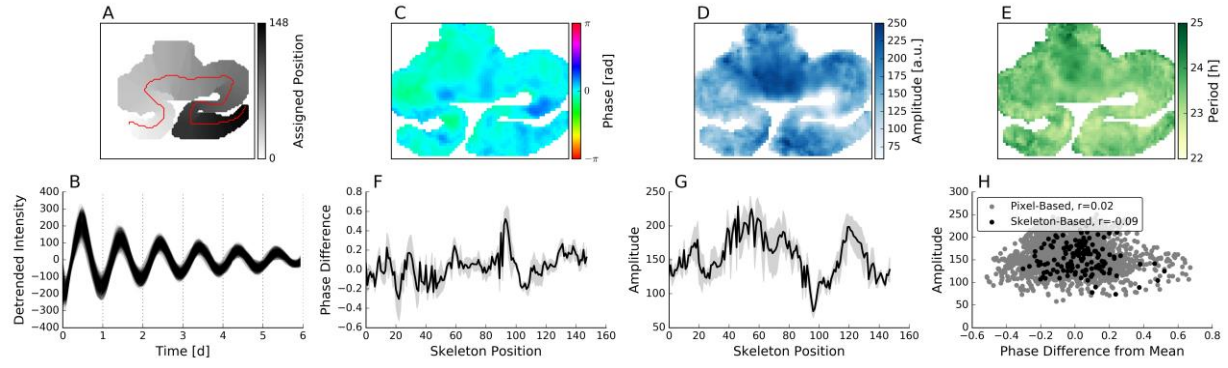 A
148
Assigned Position
0
C
π
0
−π
Phase [rad]
D
250
225
200
175
150
125
100
75
Amplitude [a.u.]
E
25
24
23
22
Period [h]
B
400
300
200
100
0
−100
−200
−300
−400
Detrended Intensity
0 1 2 3 4 5 6
Time [d]
F
0.8
0.6
0.4
0.2
0.0
−0.2
−0.4
−0.6
Phase Difference
0 20 40 60 80 100 120 140 160
Skeleton Position
G
250
200
150
100
50
Amplitude
0 20 40 60 80 100 120 140 160
Skeleton Position
H
300
250
200
150
100
50
0
Amplitude
Pixel-Based, r=0.02
Skeleton-Based, r=-0.09
−0.6 −0.4 −0.2 0.0 0.2 0.4 0.6 0.8
Phase Difference from Mean